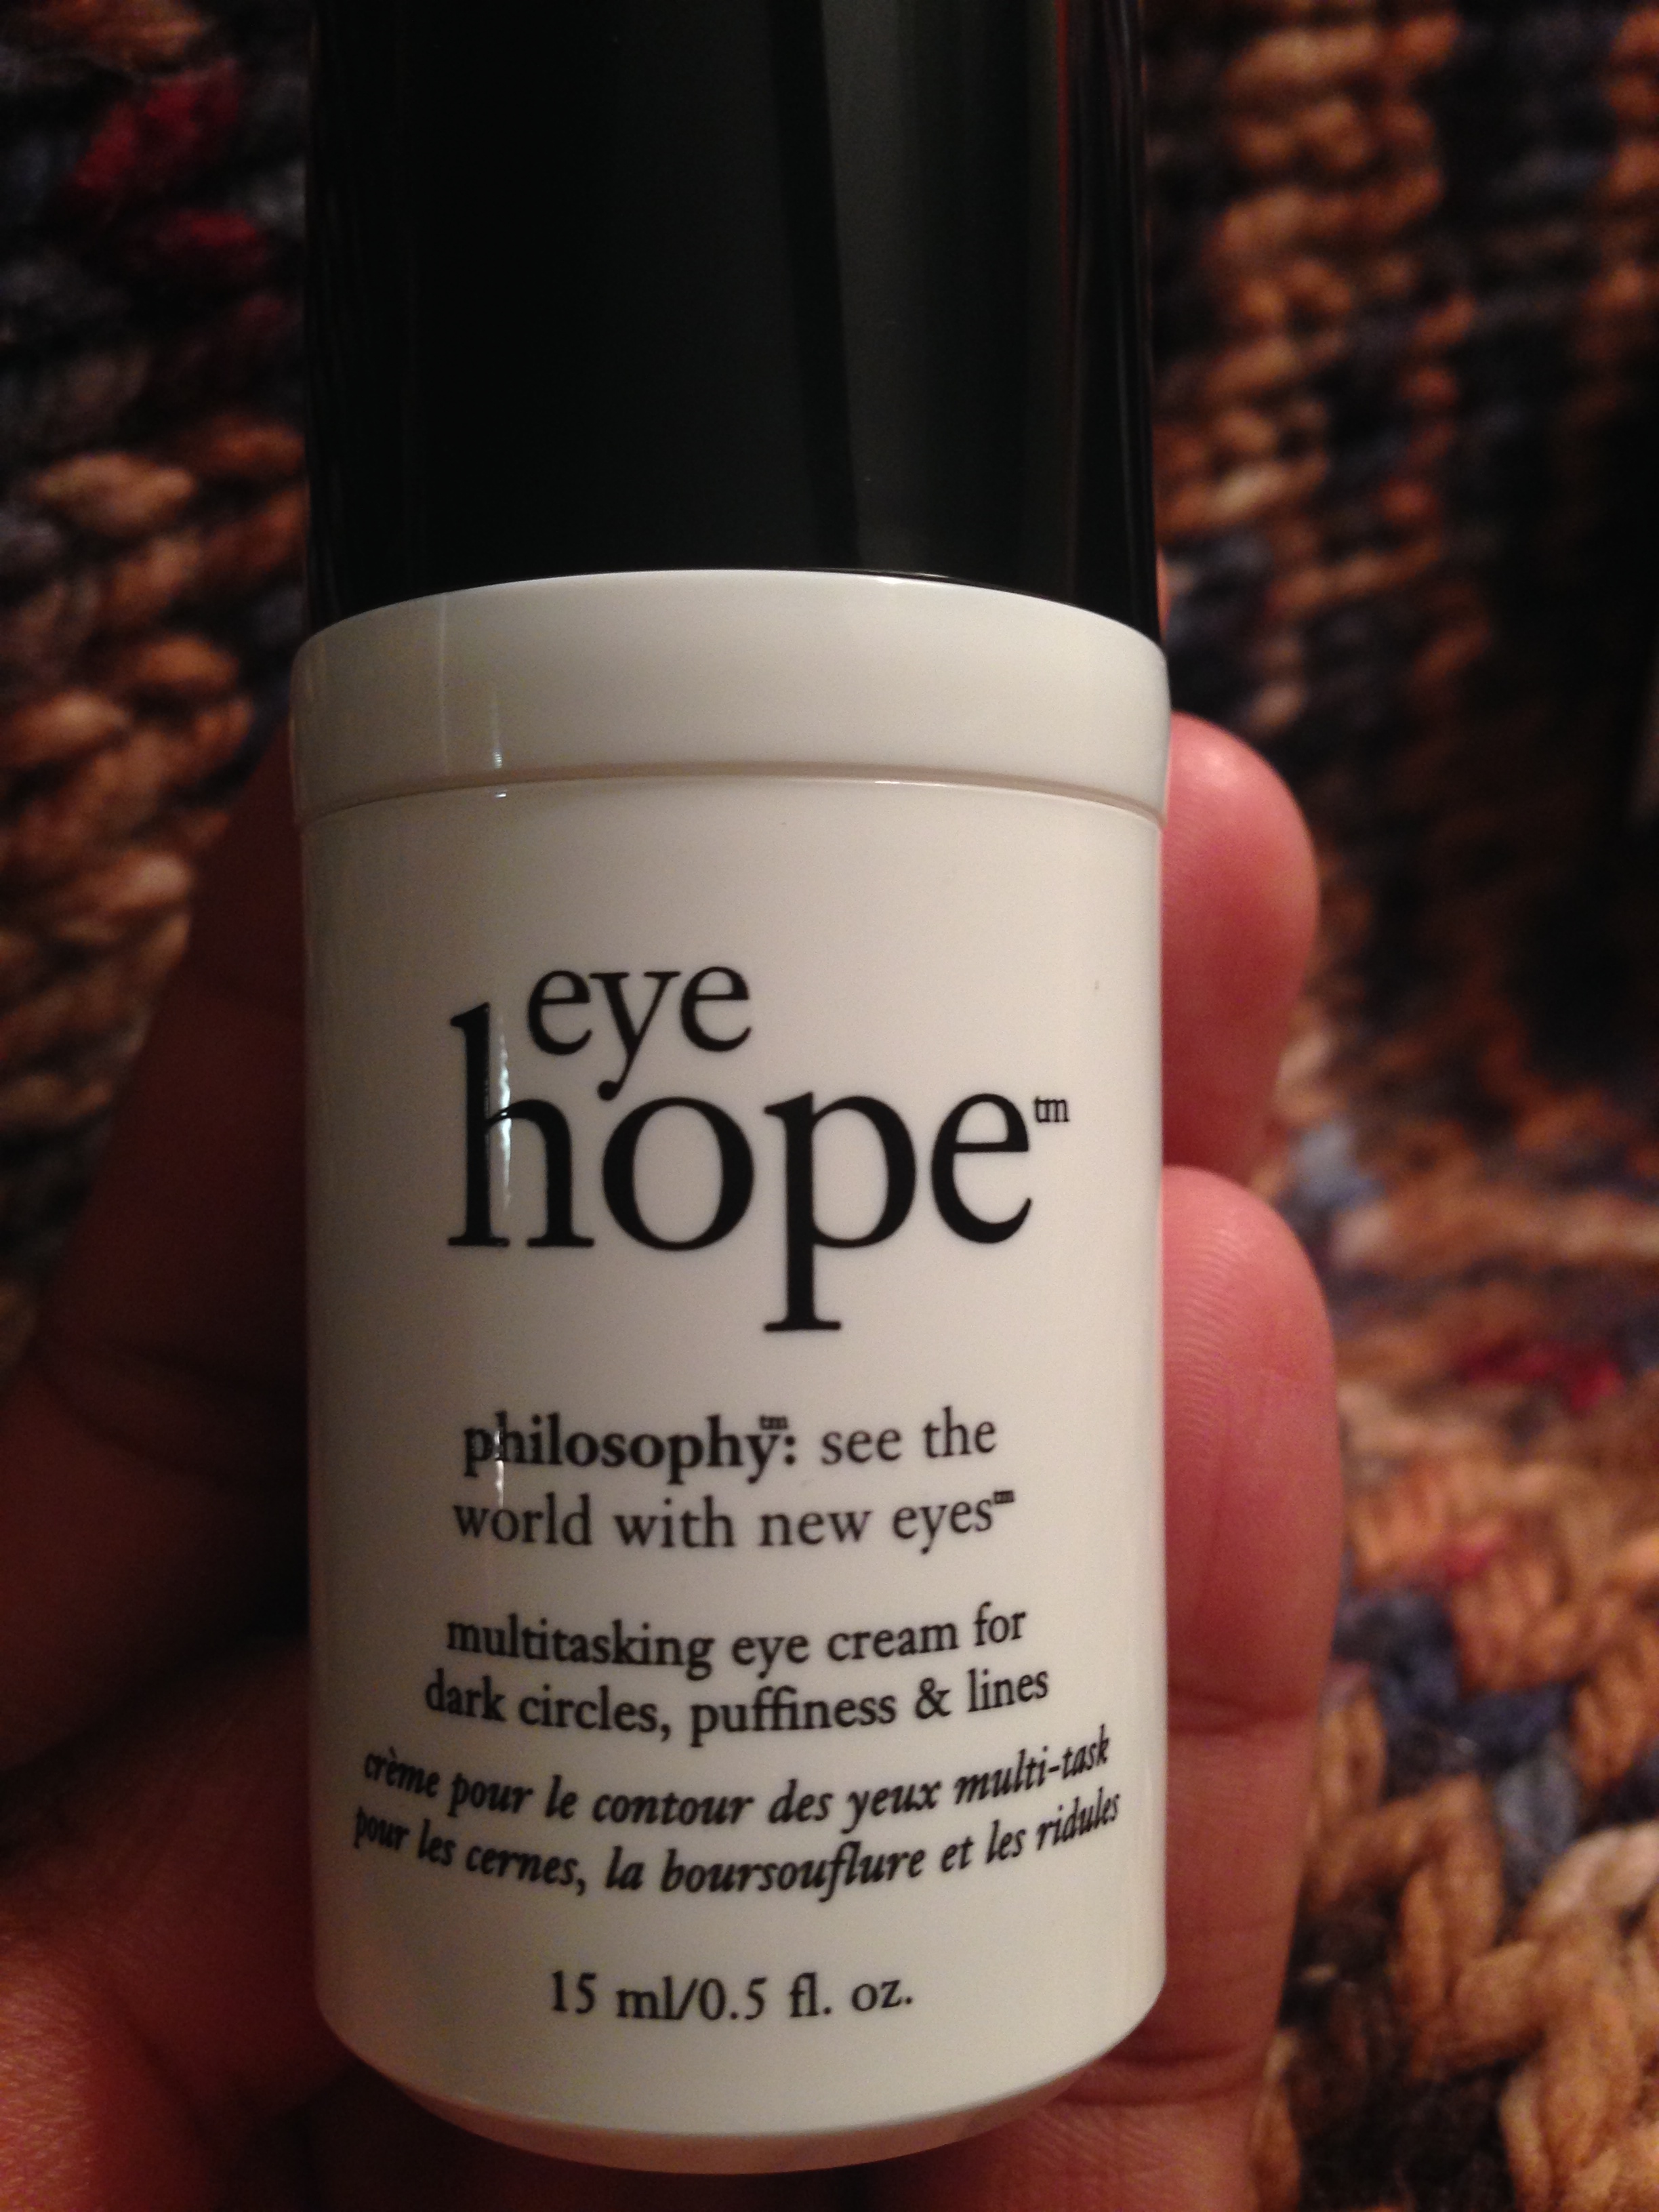 eye
hope™
philosophy™: see the
world with new eyes™
multitasking eye cream for
dark circles, puffiness & lines
crème pour le contour des yeux multi-task
pour les cernes, la boursouflure et les ridules
15 ml/0.5 fl. oz.